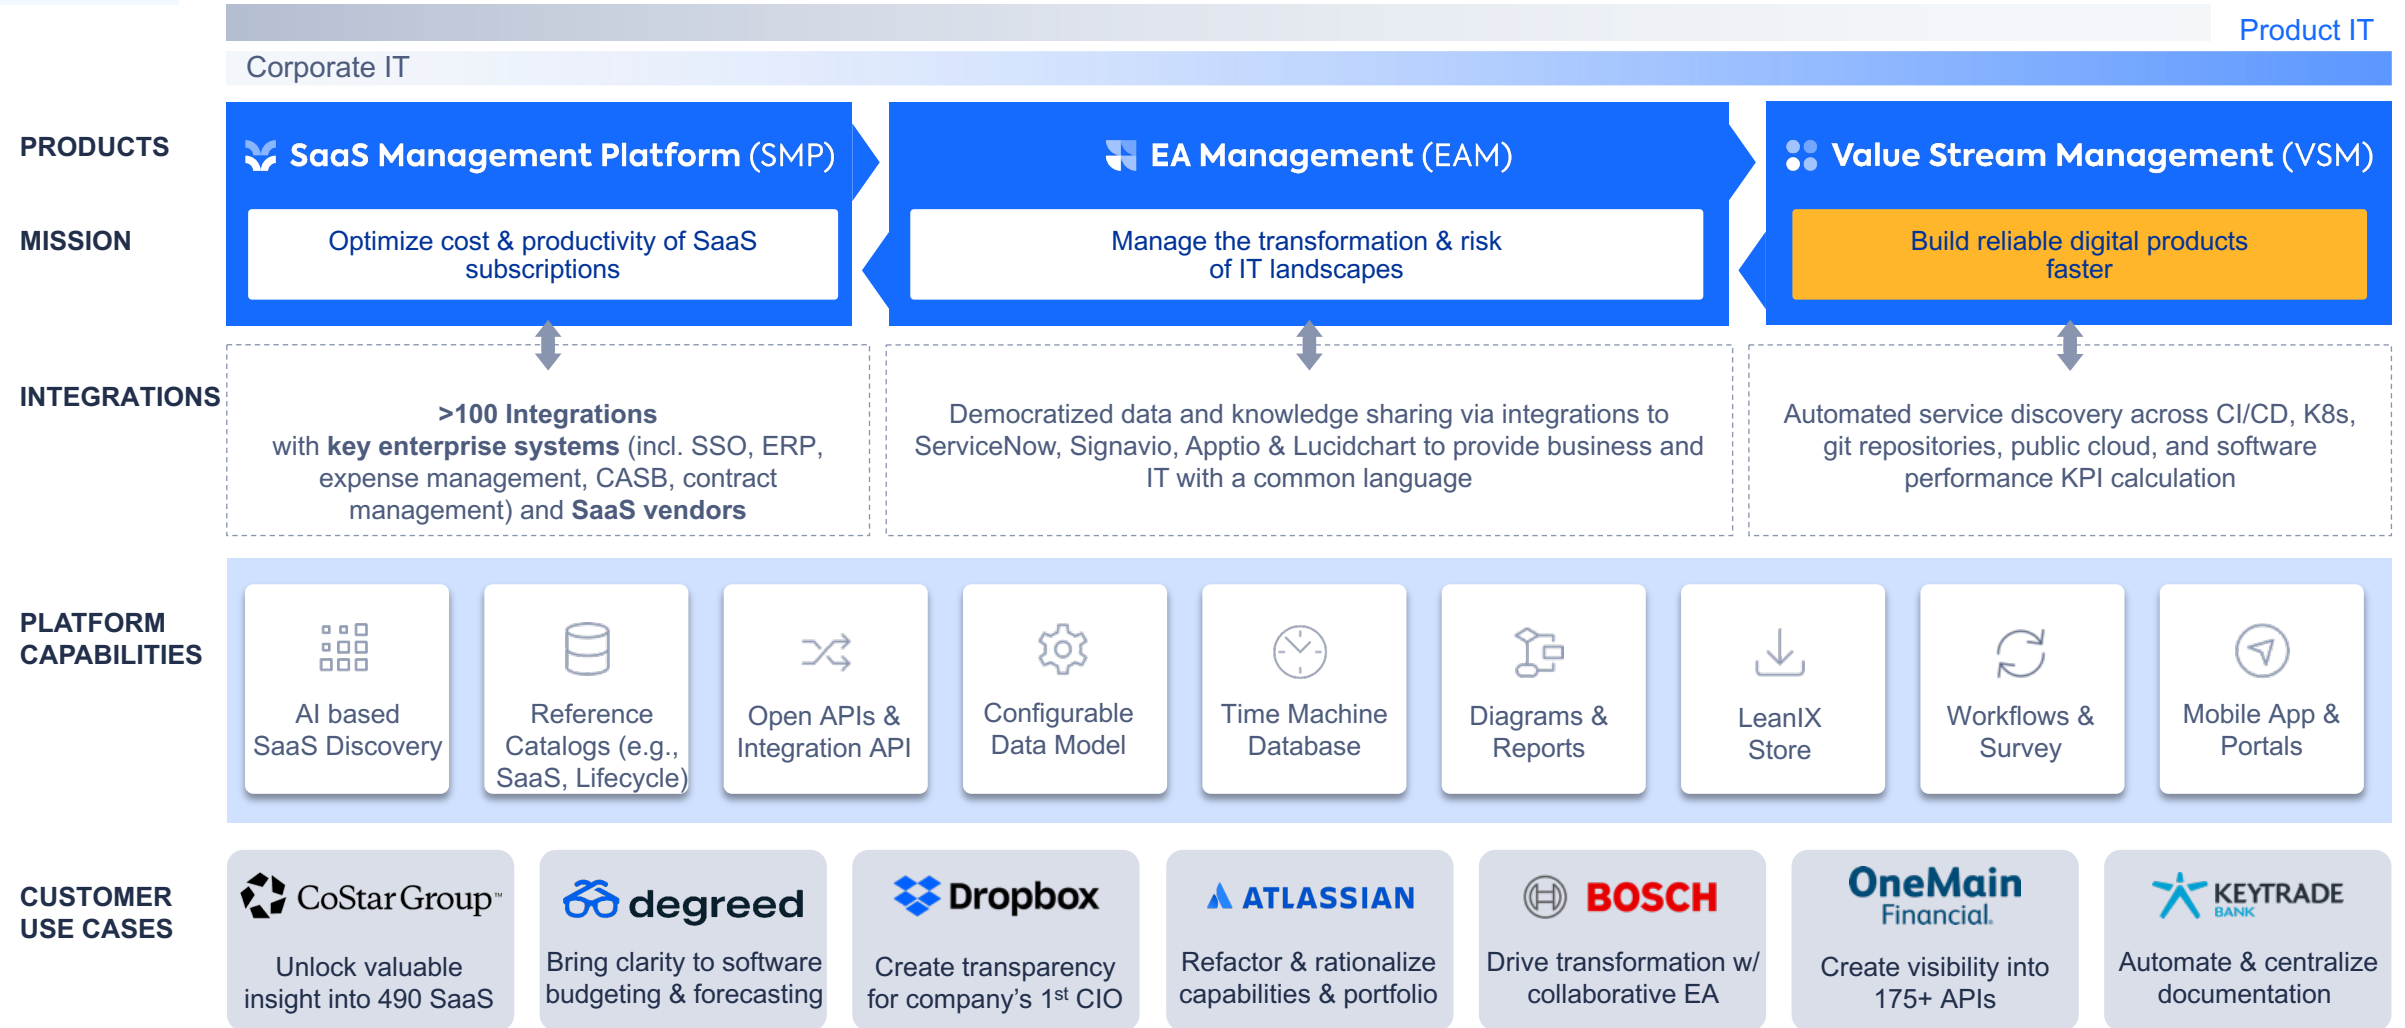 Product IT
Corporate IT
PRODUCTS
SaaS Management Platform (SMP)
EA Management (EAM)
Value Stream Management (VSM)
MISSION
Optimize cost & productivity of SaaS
subscriptions
Manage the transformation & risk
of IT landscapes
Build reliable digital products
faster
INTEGRATIONS
>100 Integrations
with key enterprise systems (incl. SSO, ERP,
expense management, CASB, contract
management) and SaaS vendors
Democratized data and knowledge sharing via integrations to
ServiceNow, Signavio, Apptio & Lucidchart to provide business and
IT with a common language
Automated service discovery across CI/CD, K8s,
git repositories, public cloud, and software
performance KPI calculation
PLATFORM
CAPABILITIES
AI based
SaaS Discovery
Reference
Catalogs (e.g.,
SaaS, Lifecycle)
Open APIs &
Integration API
Configurable
Data Model
Time Machine
Database
Diagrams &
Reports
LeanIX
Store
Workflows &
Survey
Mobile App &
Portals
CUSTOMER
USE CASES
CoStar Group™
Unlock valuable
insight into 490 SaaS
degreed
Bring clarity to software
budgeting & forecasting
Dropbox
Create transparency
for company's 1st CIO
ATLASSIAN
Refactor & rationalize
capabilities & portfolio
BOSCH
Drive transformation w/
collaborative EA
OneMain
Financial.
Create visibility into
175+ APIs
KEYTRADE
BANK
Automate & centralize
documentation